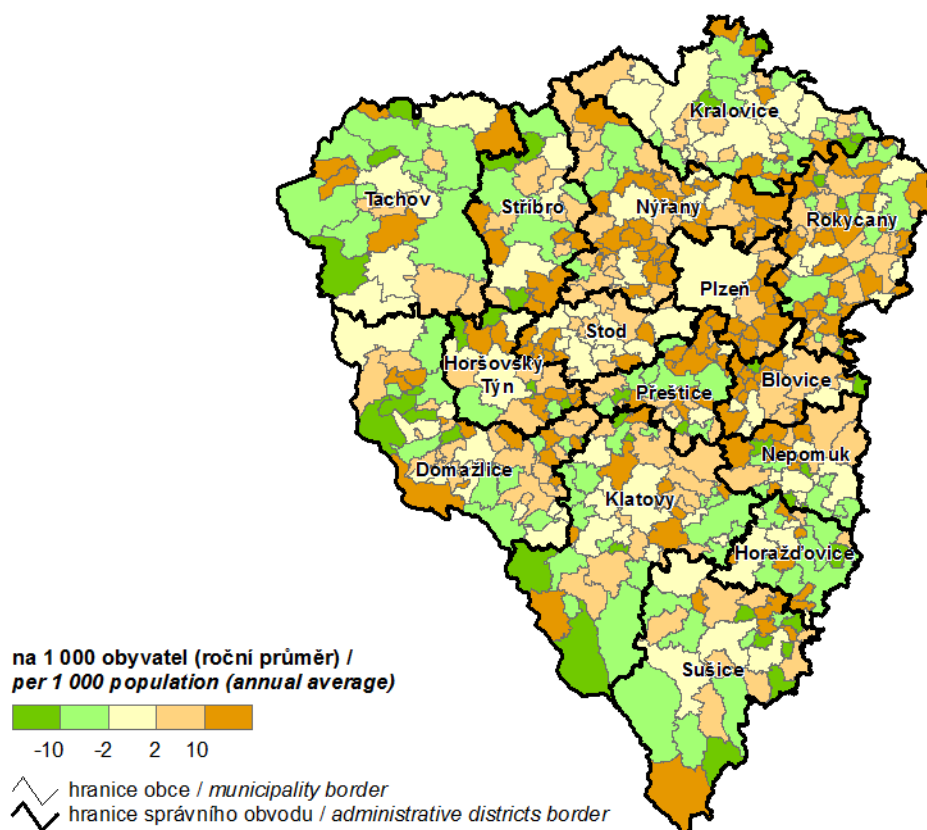 Kralovice
Tachov
Stříbro
Nýřany
Rokycany
Plzeň
Stod
Horšovský
Týn
Přeštice
Blovice
Domažlice
Nepomuk
Klatovy
Horažďovice
Sušice
na 1 000 obyvatel (roční průměr) /
per 1 000 population (annual average)
-10 -2 2 10
hranice obce / municipality border
hranice správního obvodu / administrative districts border